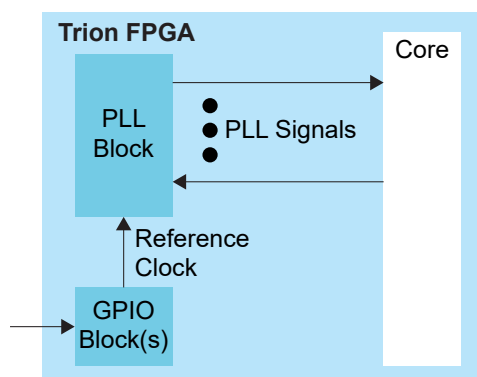 Trion FPGA
Core
PLL
Block
PLL Signals
Reference
Clock
GPIO
Block(s)